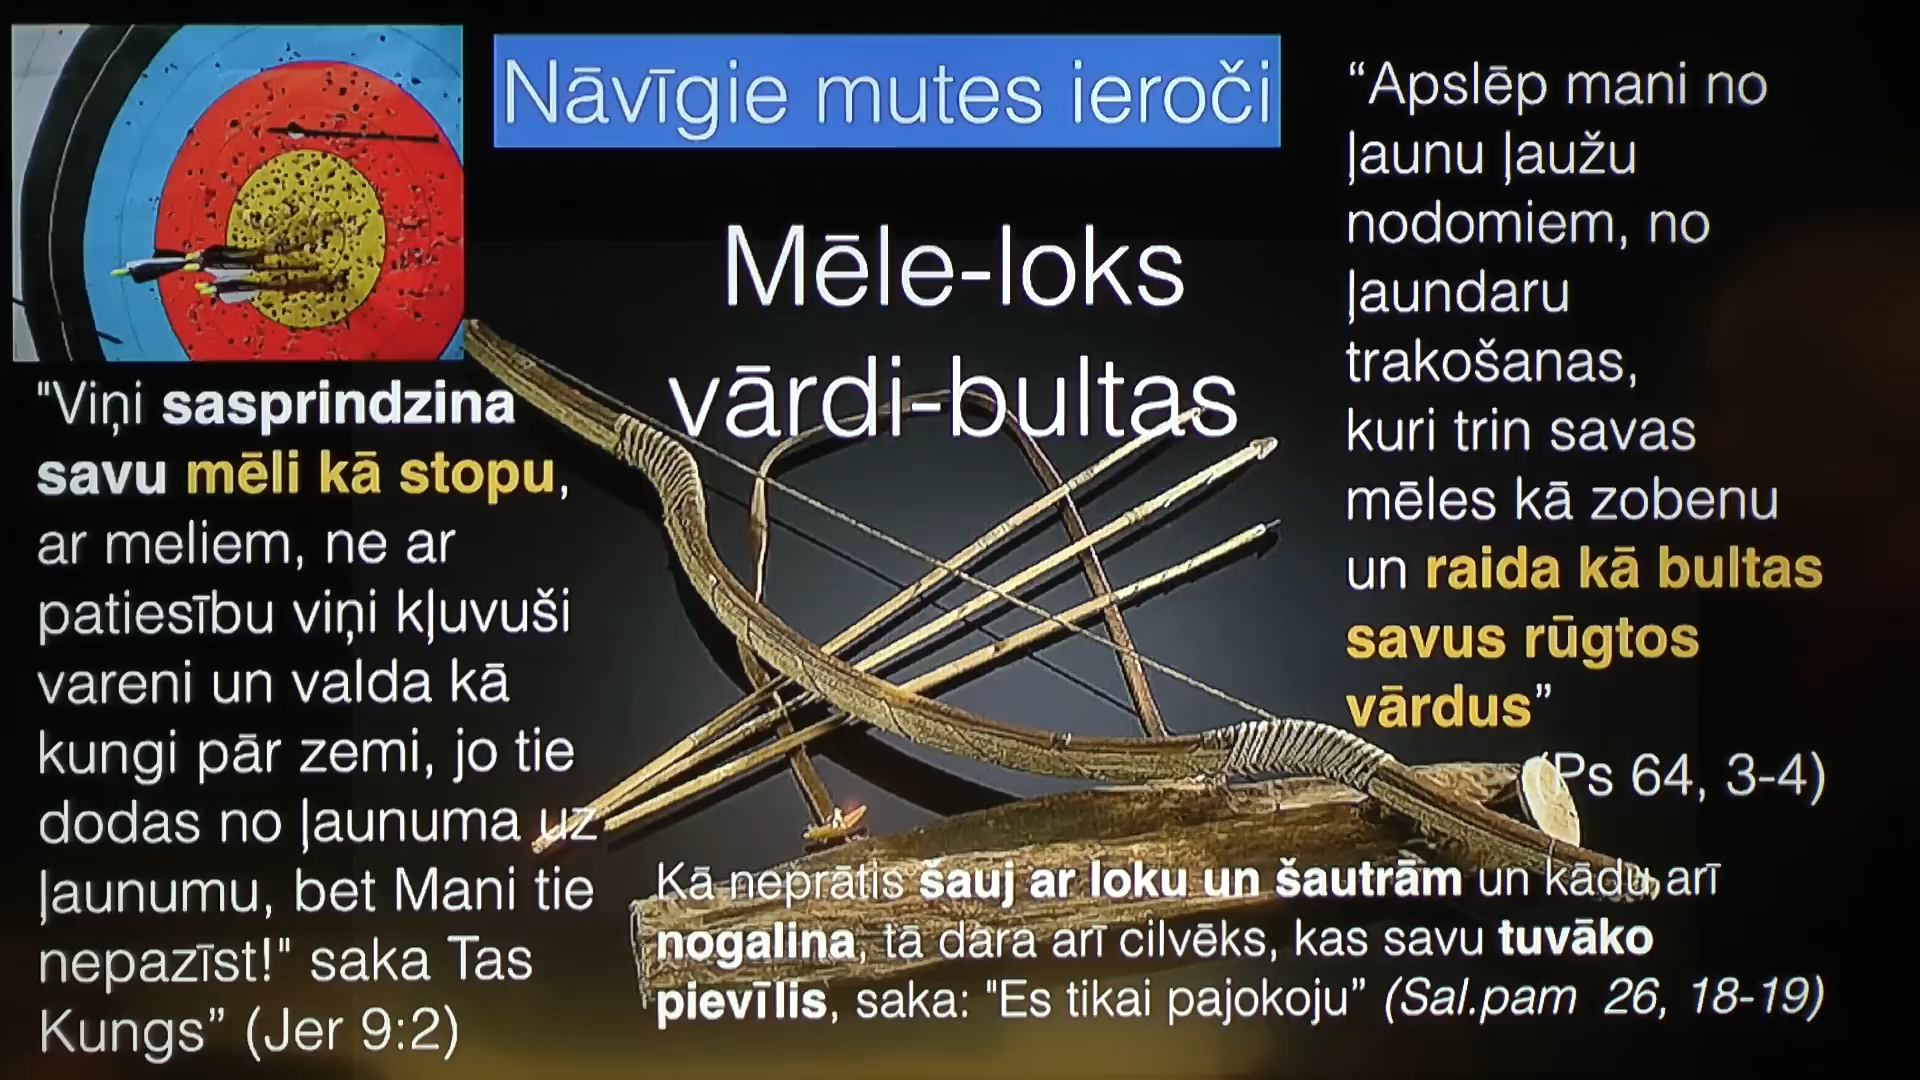 Nāvīgie mutes ieroči
Mēle-loks
vārdi-bultas
"Viņi sasprindzina
savu mēli kā stopu,
ar meliem, ne ar
patiesību viņi kļuvuši
vareni un valda kā
kungi pār zemi, jo tie
dodas no ļaunuma uz
ļaunumu, bet Mani tie
nepazīst!" saka Tas
Kungs” (Jer 9:2)
“Apslēp mani no
ļaunu ļaužu
nodomiem, no
ļaundaru
trakošanas,
kuri trin savas
mēles kā zobenu
un raida kā bultas
savus rūgtos
vārdus”
(Ps 64, 3-4)
Kā neprātis šauj ar loku un šautrām un kādu arī
nogalina, tā dara arī cilvēks, kas savu tuvāko
pievīlis, saka: "Es tikai pajokoju” (Sal.pam 26, 18-19)